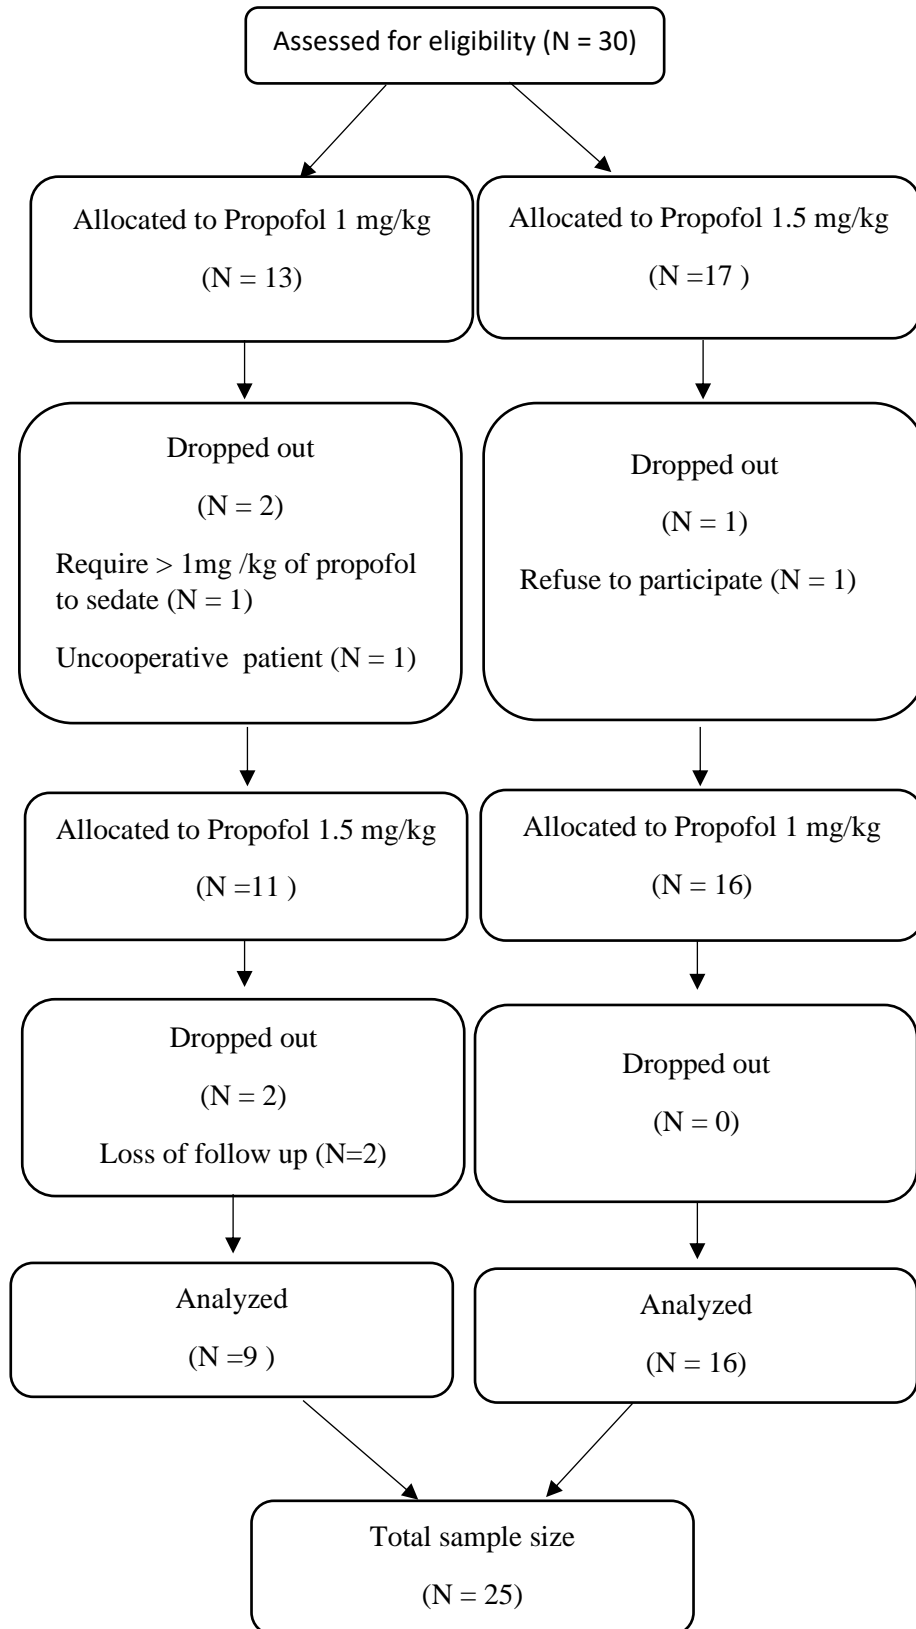 Assessed for eligibility (N = 30)
Allocated to Propofol 1 mg/kg
(N = 13)
Allocated to Propofol 1.5 mg/kg
(N =17 )
Dropped out
(N = 2)
Require > 1mg /kg of propofol
to sedate (N = 1)
Uncooperative patient (N = 1)
Dropped out
(N = 1)
Refuse to participate (N = 1)
Allocated to Propofol 1.5 mg/kg
(N =11 )
Allocated to Propofol 1 mg/kg
(N = 16)
Dropped out
(N = 2)
Loss of follow up (N=2)
Dropped out
(N = 0)
Analyzed
(N =9 )
Analyzed
(N = 16)
Total sample size
(N = 25)